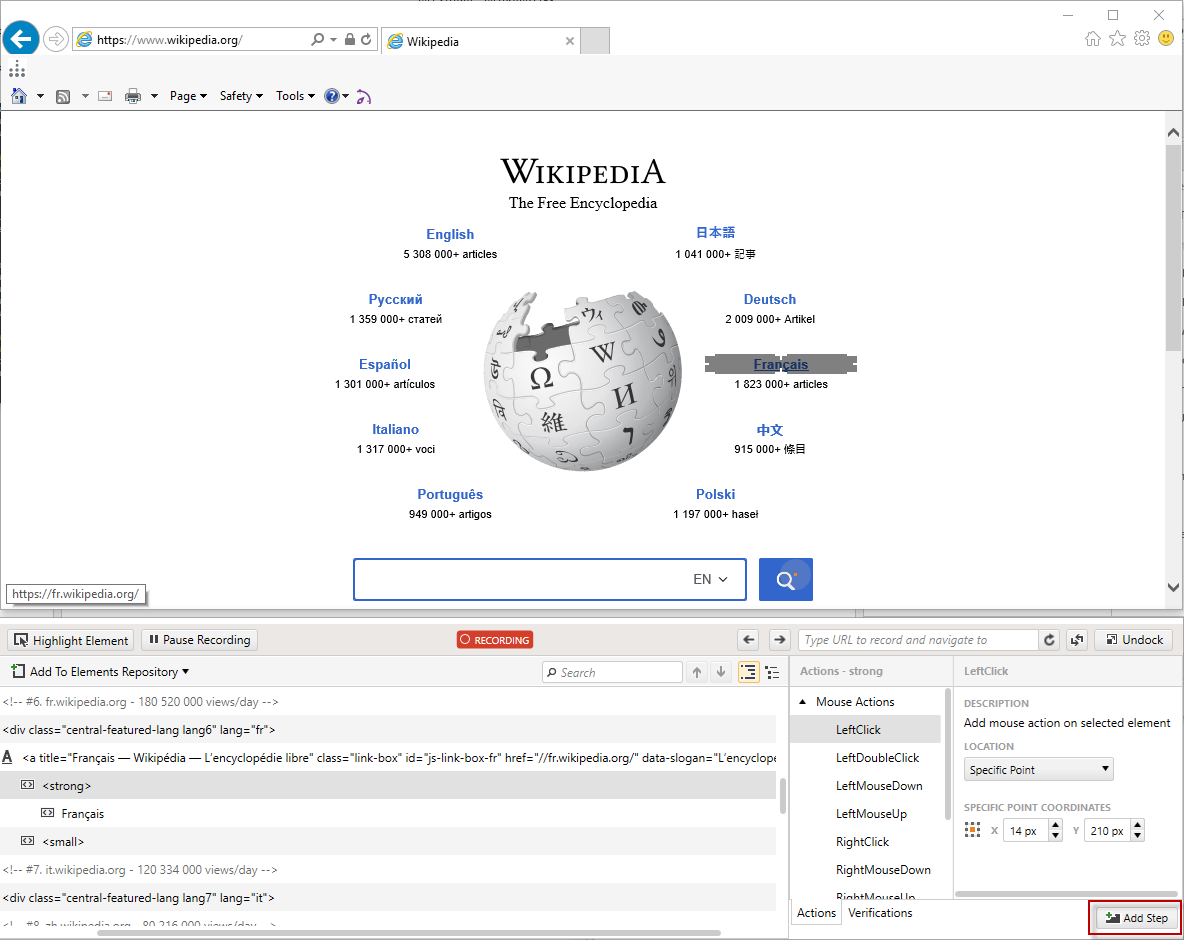 https://www.wikipedia.org/
Wikipedia
Page
Safety
Tools
WIKIPEDIA
The Free Encyclopedia
English
5 308 000+ articles
日本語
1 041 000+ 記事
Русский
1 359 000+ статей
Deutsch
2 009 000+ Artikel
Español
1 301 000+ artículos
Français
1 823 000+ articles
Italiano
1 317 000+ voci
中文
915 000+ 條目
Português
949 000+ artigos
Polski
1 197 000+ haseł
Ω
W
И
維
ウィ
7
EN
https://fr.wikipedia.org/
Highlight Element
Pause Recording
RECORDING
Type URL to record and navigate to
Undock
Add To Elements Repository
Search
<!-- #6. fr.wikipedia.org - 180 520 000 views/day -->
<div class="central-featured-lang lang6" lang="fr">
A <a title="Français — Wikipédia — L'encyclopédie libre" class="link-box" id="js-link-box-fr" href="//fr.wikipedia.org/" data-slogan="L'encyclope
<strong>
Français
<small>
<!-- #7. it.wikipedia.org - 120 334 000 views/day -->
<div class="central-featured-lang lang7" lang="it">
<!-- #8. zh.wikipedia.org - 80 216 000 views/day -->
Actions - strong
Mouse Actions
LeftClick
LeftDoubleClick
LeftMouseDown
LeftMouseUp
RightClick
RightMouseDown
RightMouseUp
Actions
Verifications
LeftClick
DESCRIPTION
Add mouse action on selected element
LOCATION
Specific Point
SPECIFIC POINT COORDINATES
X 14 px Y 210 px
Add Step